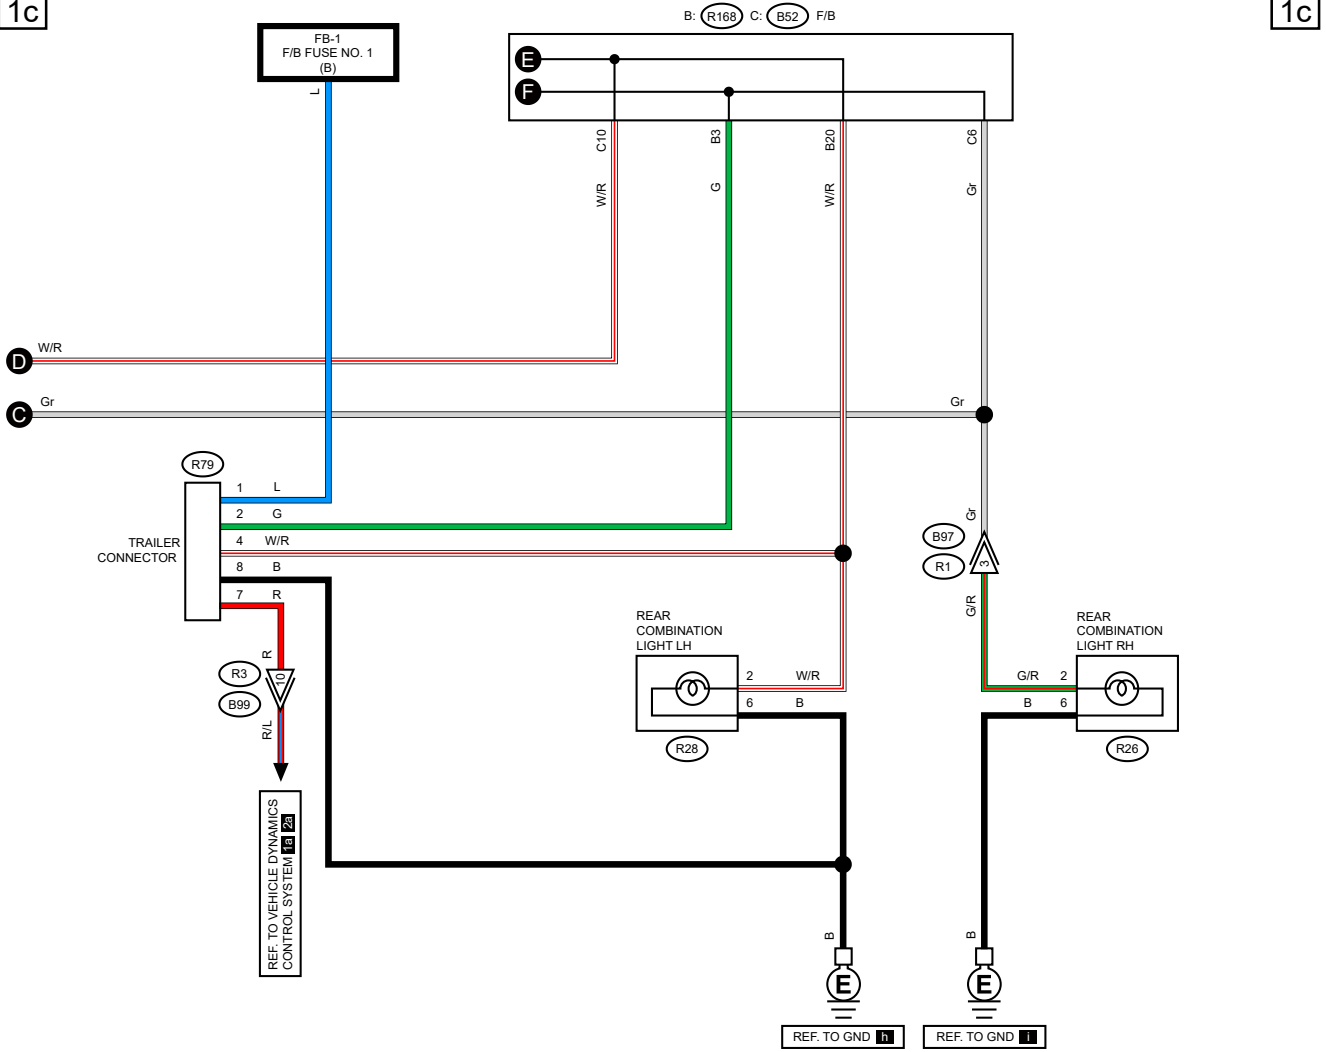 1c
1c
B: R168 C: B52 F/B
FB-1
F/B FUSE NO. 1
(B)
L
E
F
C10
B3
B20
C6
W/R
G
W/R
Gr
D
W/R
C
Gr
Gr
R79
TRAILER
CONNECTOR
1 L
2 G
4 W/R
8 B
7 R
R
R3
10
B99
R/L
REF. TO VEHICLE DYNAMICS
CONTROL SYSTEM 1a 2a
Gr
B97
R1
3
G/R
REAR
COMBINATION
LIGHT LH
2 W/R
6 B
R28
REAR
COMBINATION
LIGHT RH
G/R 2
B 6
R26
B
B
E
E
REF. TO GND h
REF. TO GND i